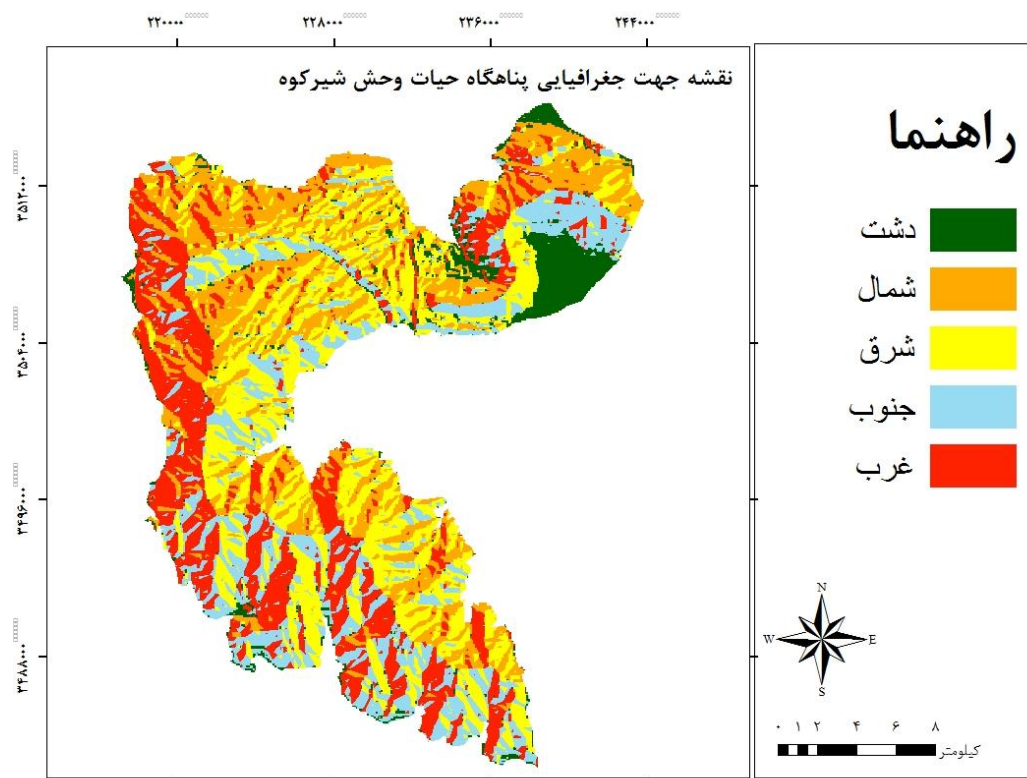 ۲۲۰۰۰۰ ۲۲۸۰۰۰ ۲۳۶۰۰۰ ۲۴۴۰۰۰
نقشه جهت جغرافیایی پناهگاه حیات وحش شیرکوه
۳۵۱۲۰۰۰
۳۵۰۴۰۰۰
۳۴۹۶۰۰۰
۳۴۸۸۰۰۰
راهنما
دشت
شمال
شرق
جنوب
غرب
N
W E
S
۰ ۱ ۲ ۴ ۶ ۸
کیلومتر